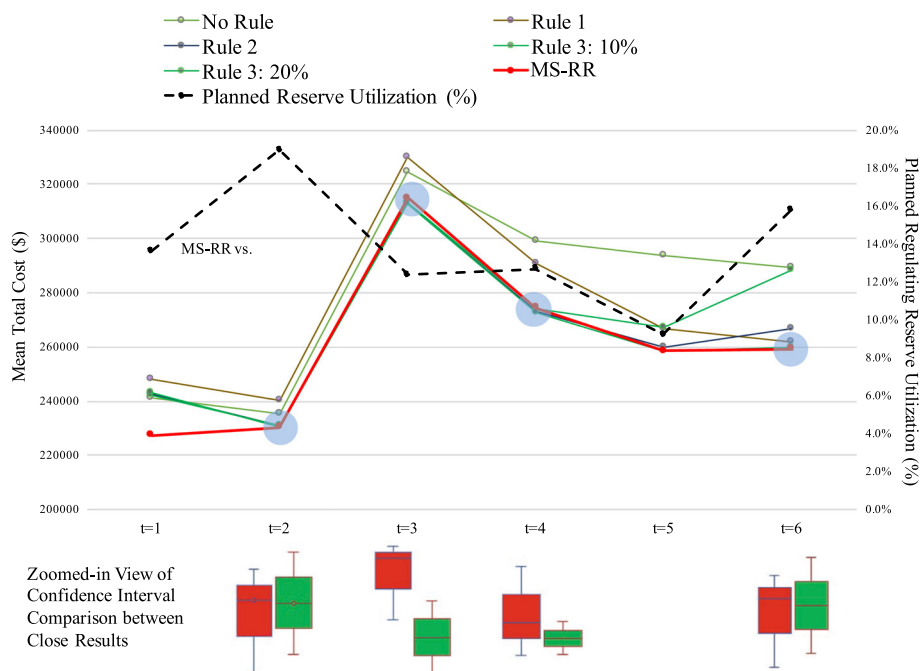 No Rule
Rule 1
Rule 2
Rule 3: 10%
Rule 3: 20%
MS-RR
Planned Reserve Utilization (%)
Mean Total Cost ($)
340000
320000
300000
280000
260000
240000
220000
200000
MS-RR vs.
20.0%
18.0%
16.0%
14.0%
12.0%
10.0%
8.0%
6.0%
4.0%
2.0%
0.0%
Planned Regulating Reserve Utilization
(%)
t=1
t=2
t=3
t=4
t=5
t=6
Zoomed-in View of
Confidence Interval
Comparison between
Close Results